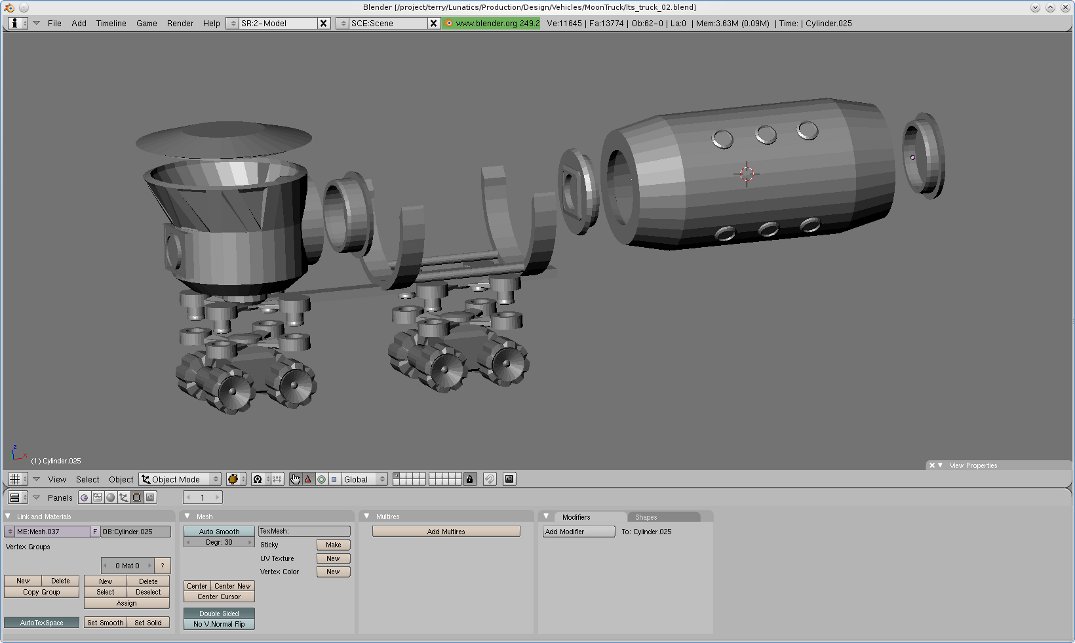 Blender [/project/terry/Lunatics/Production/Design/Vehicles/MoonTruck/lts_truck_02.blend]
File Add Timeline Game Render Help SR:2-Model X SCE:Scene X www.blender.org 249.2 Ve:11645 | Fa:13774 | Ob:62-0 | La:0 | Mem:3.63M (0.09M) | Time: | Cylinder.025
(1) Cylinder.025
X View Properties
View Select Object Object Mode Global
Panels 1
Link and Materials Mesh Multires Modifiers Shapes
ME:Mesh.037 F OB:Cylinder.025 Auto Smooth TexMesh: Add Multires Add Modifier To: Cylinder.025
Degr: 30 Sticky Make
Vertex Groups
UV Texture New
0 Mat 0 ? Vertex Color New
New Delete New Delete Center Center New
Copy Group Select Deselect Center Cursor
Assign
Double Sided
AutoTexSpace Set Smooth Set Solid No V.Normal Flip